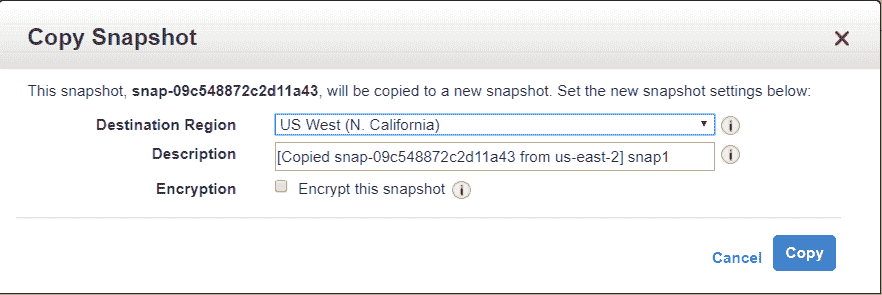 Copy Snapshot
This snapshot, snap-09c548872c2d11a43, will be copied to a new snapshot. Set the new snapshot settings below:
Destination Region US West (N. California)
Description [Copied snap-09c548872c2d11a43 from us-east-2] snap1
Encryption Encrypt this snapshot
Cancel Copy